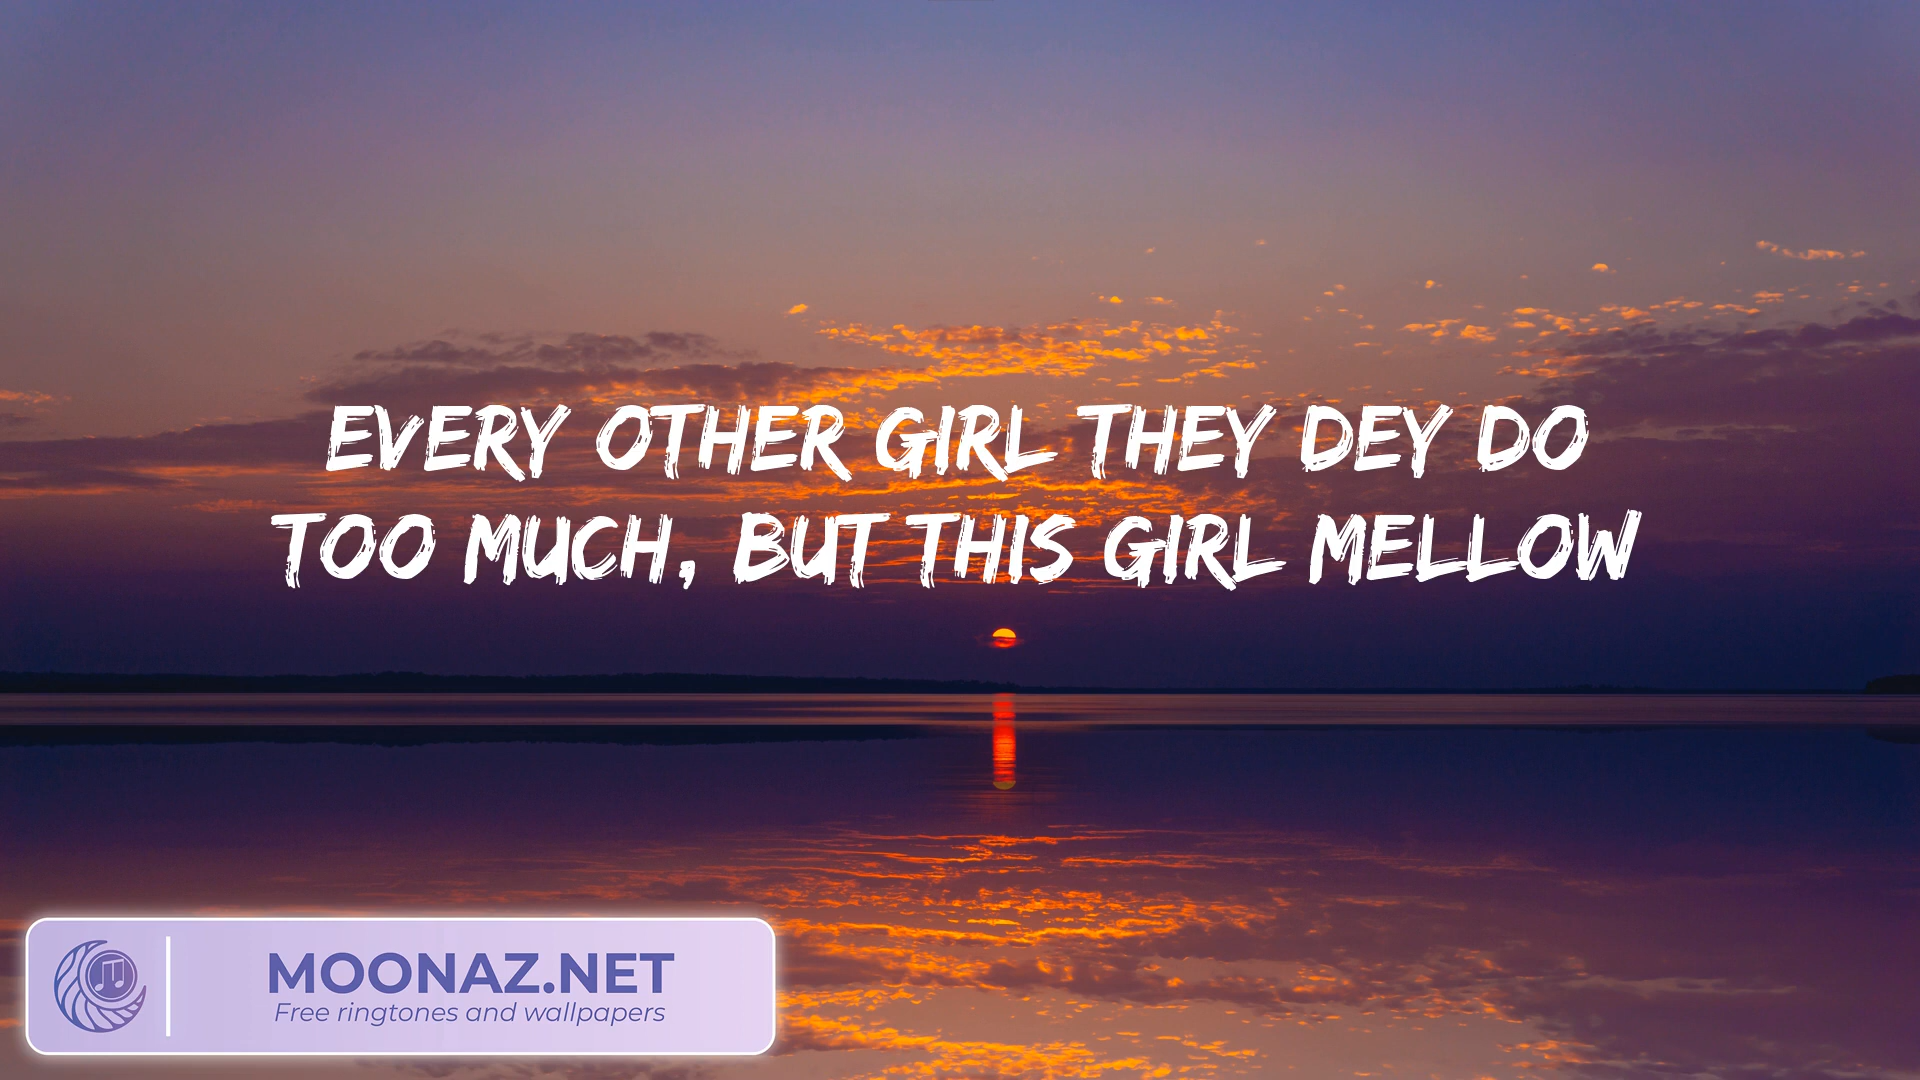 EVERY OTHER GIRL THEY DEY DO
TOO MUCH, BUT THIS GIRL MELLOW
MOONAZ.NET
Free ringtones and wallpapers